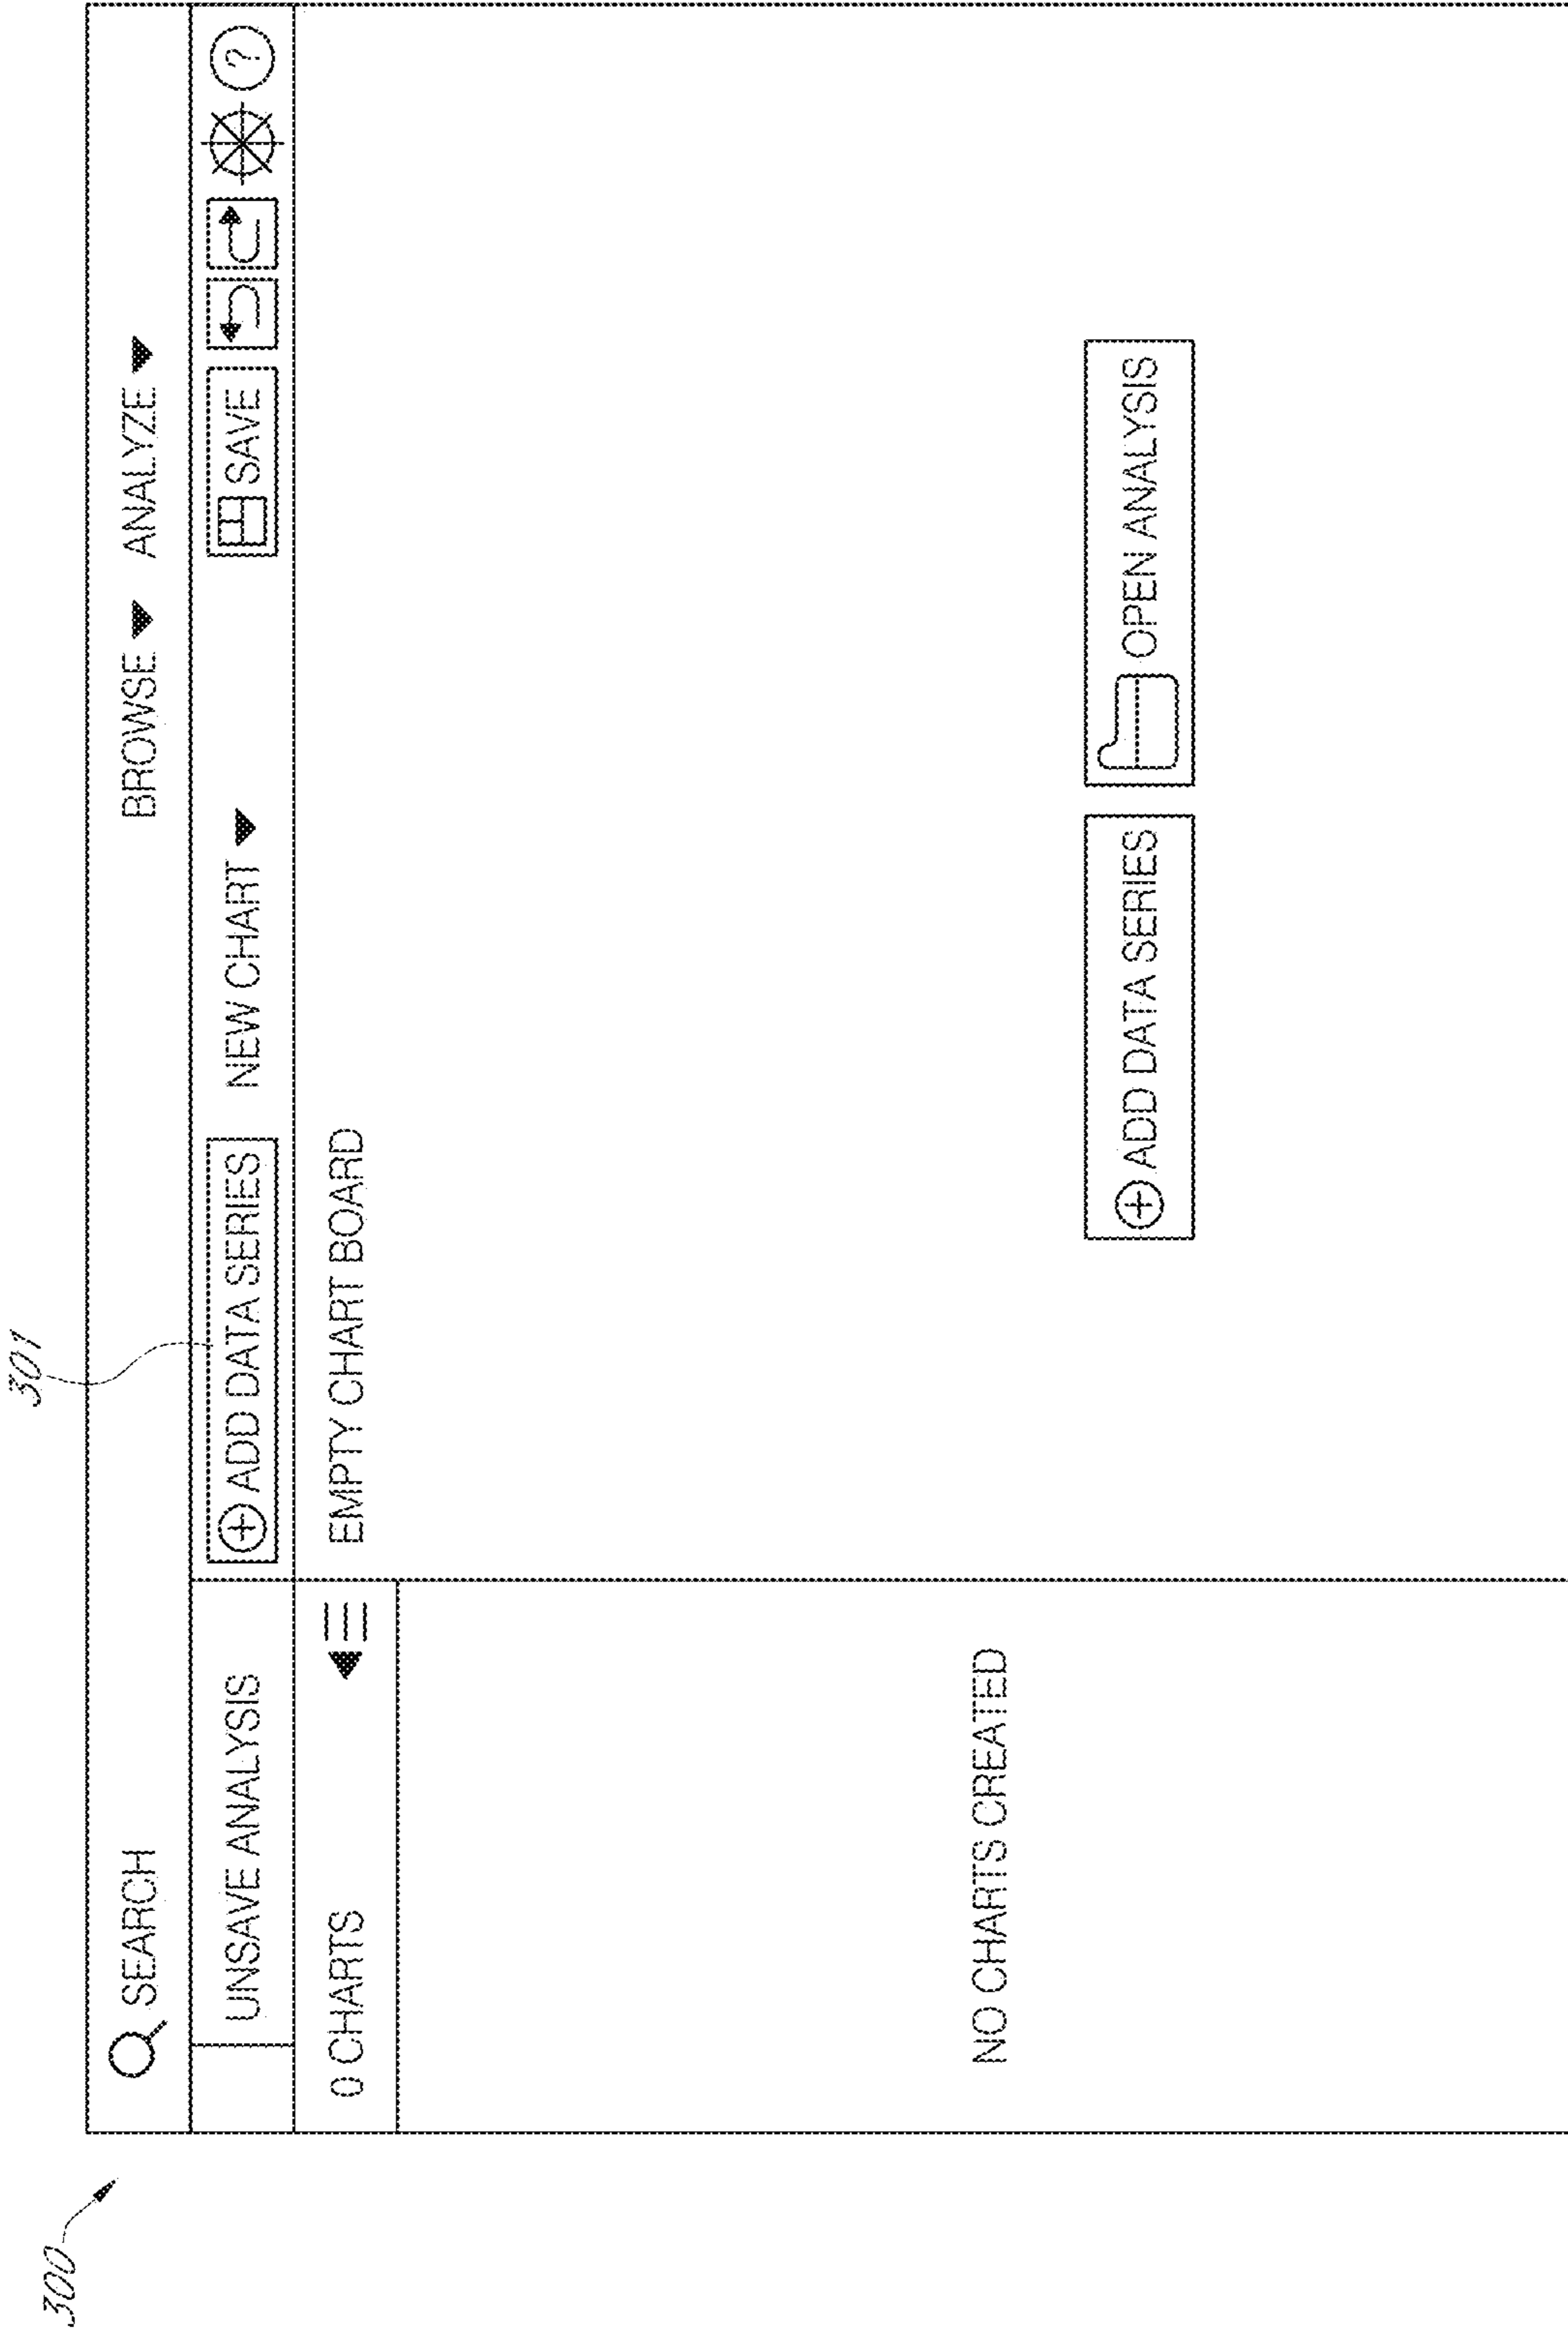 300
301
SEARCH
BROWSE
ANALYZE
UNSAVE ANALYSIS
ADD DATA SERIES
NEW CHART
SAVE
?
0 CHARTS
EMPTY CHART BOARD
NO CHARTS CREATED
ADD DATA SERIES
OPEN ANALYSIS